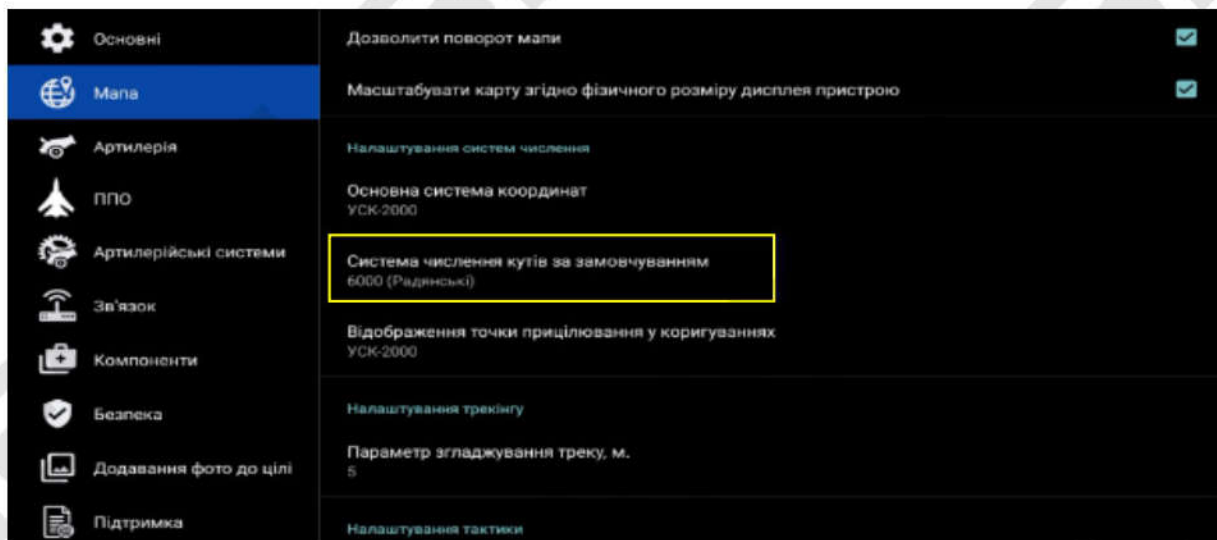 Основні
Мапа
Артилерія
ППО
Артилерійські системи
Зв'язок
Компоненти
Безпека
Додавання фото до цілі
Підтримка
Дозволити поворот мапи
Масштабувати карту згідно фізичного розміру дисплея пристрою
Налаштування систем числення
Основна система координат
УСК-2000
Система числення кутів за замовчуванням
6000 (Радянські)
Відображення точки прицілювання у коригуваннях
УСК-2000
Налаштування трекінгу
Параметр згладжування треку, м.
5
Налаштування тактики